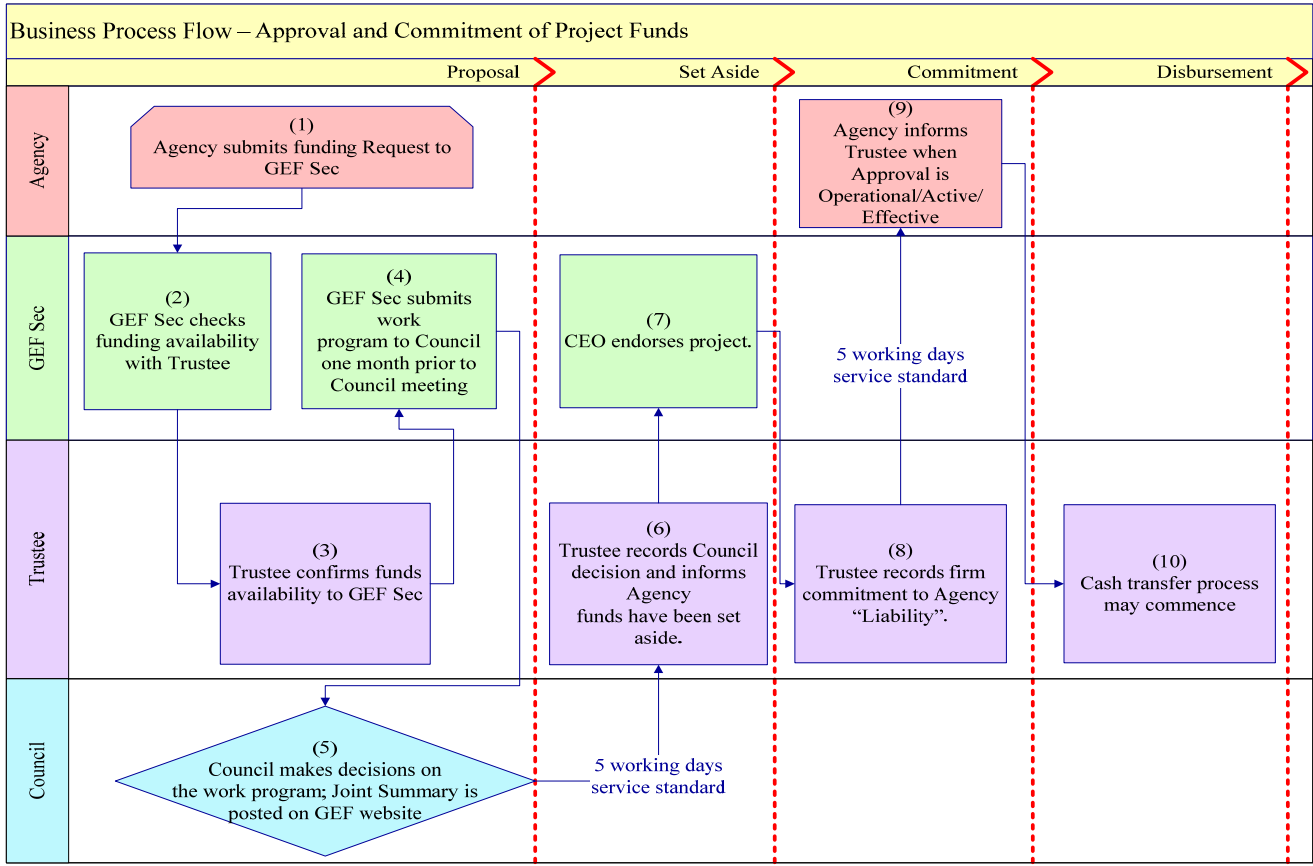 Business Process Flow – Approval and Commitment of Project Funds
Proposal
Set Aside
Commitment
Disbursement
Agency
(1)
Agency submits funding Request to
GEF Sec
(9)
Agency informs
Trustee when
Approval is
Operational/Active/
Effective
GEF Sec
(2)
GEF Sec checks
funding availability
with Trustee
(4)
GEF Sec submits
work
program to Council
one month prior to
Council meeting
(7)
CEO endorses project.
5 working days
service standard
Trustee
(3)
Trustee confirms funds
availability to GEF Sec
(6)
Trustee records Council
decision and informs
Agency
funds have been set
aside.
(8)
Trustee records firm
commitment to Agency
“Liability”.
(10)
Cash transfer process
may commence
Council
(5)
Council makes decisions on
the work program; Joint Summary is
posted on GEF website
5 working days
service standard